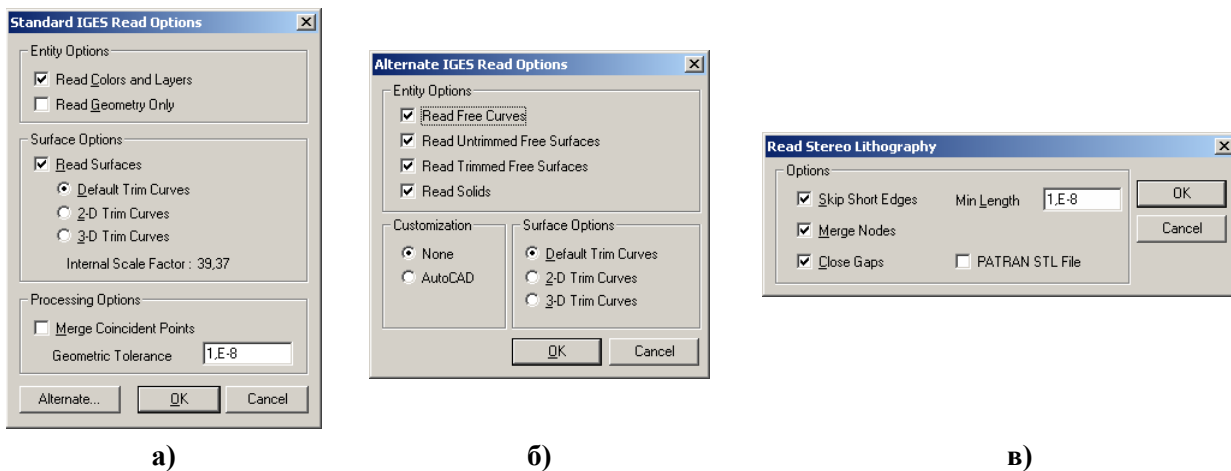 Standard IGES Read Options
Entity Options
Read Colors and Layers
Read Geometry Only
Surface Options
Read Surfaces
Default Trim Curves
2-D Trim Curves
3-D Trim Curves
Internal Scale Factor : 39,37
Processing Options
Merge Coincident Points
Geometric Tolerance 1,E-8
Alternate... OK Cancel
а)
Alternate IGES Read Options
Entity Options
Read Free Curves
Read Untrimmed Free Surfaces
Read Trimmed Free Surfaces
Read Solids
Customization
None
AutoCAD
Surface Options
Default Trim Curves
2-D Trim Curves
3-D Trim Curves
OK Cancel
б)
Read Stereo Lithography
Options
Skip Short Edges Min Length 1,E-8
Merge Nodes
Close Gaps PATRAN STL File
OK
Cancel
в)